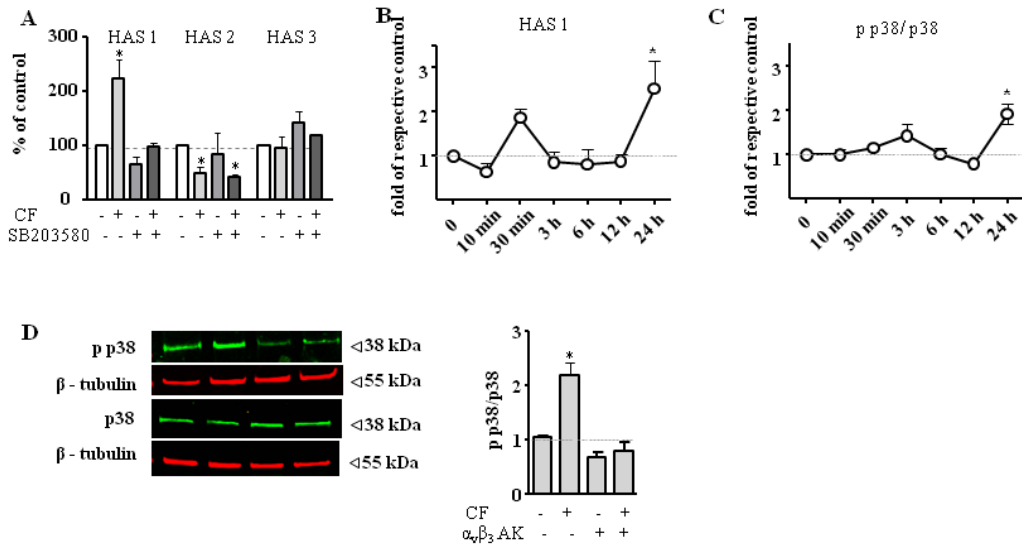 A
HAS 1 HAS 2 HAS 3
% of control
300
200
100
0
* * *
CF - + - + - + - + - + - +
SB203580 - - + + - - + + - - + +
B
HAS 1
fold of respective control
3
2
1
*
0 10 min 30 min 3 h 6 h 12 h 24 h
C
p p38/p38
fold of respective control
3
2
1
*
0 10 min 30 min 3 h 6 h 12 h 24 h
D
p p38 ◁38 kDa
β - tubulin ◁55 kDa
p38 ◁38 kDa
β - tubulin ◁55 kDa
p p38/p38
3
2
1
0
*
CF - + - +
αvβ3 AK - - + +